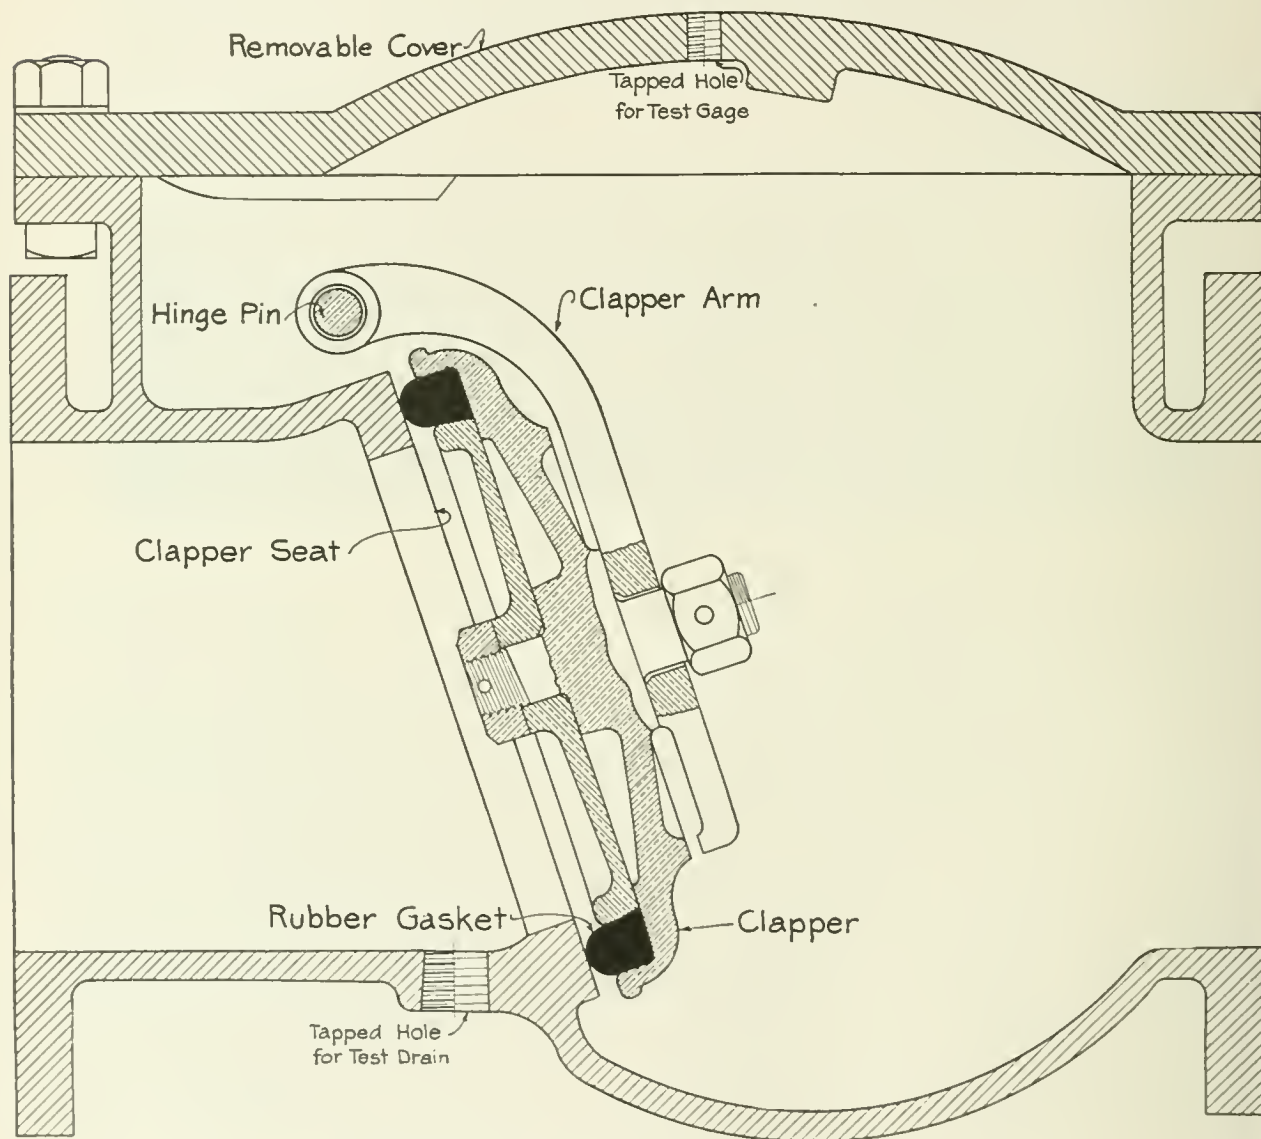 Removable Cover
Tapped Hole
for Test Gage
Hinge Pin
Clapper Arm
Clapper Seat
Rubber Gasket
Clapper
Tapped Hole
for Test Drain